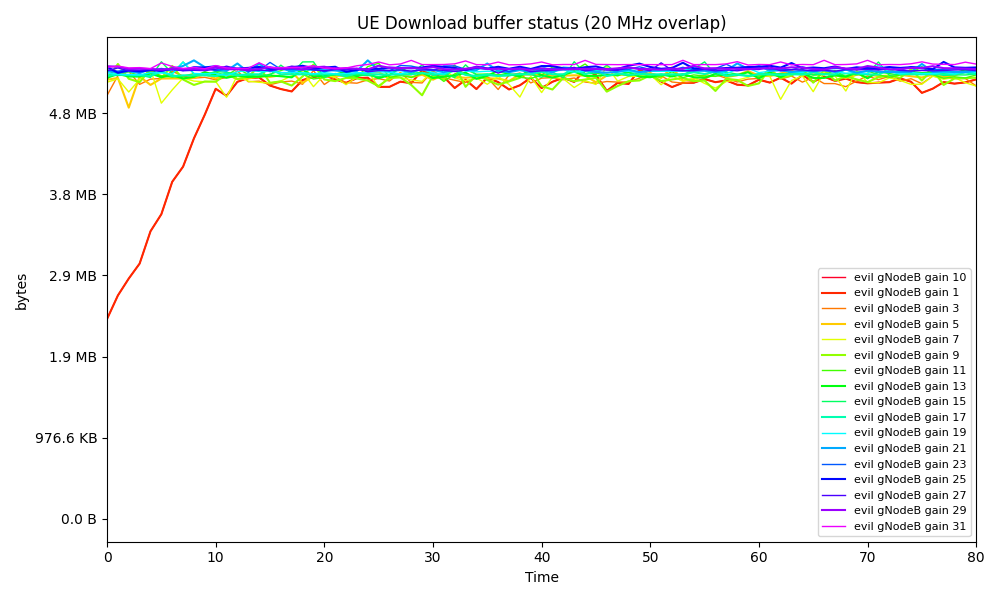 UE Download buffer status (20 MHz overlap)
bytes
4.8 MB
3.8 MB
2.9 MB
1.9 MB
976.6 KB
0.0 B
evil gNodeB gain 10
evil gNodeB gain 1
evil gNodeB gain 3
evil gNodeB gain 5
evil gNodeB gain 7
evil gNodeB gain 9
evil gNodeB gain 11
evil gNodeB gain 13
evil gNodeB gain 15
evil gNodeB gain 17
evil gNodeB gain 19
evil gNodeB gain 21
evil gNodeB gain 23
evil gNodeB gain 25
evil gNodeB gain 27
evil gNodeB gain 29
evil gNodeB gain 31
0 10 20 30 40 50 60 70 80
Time